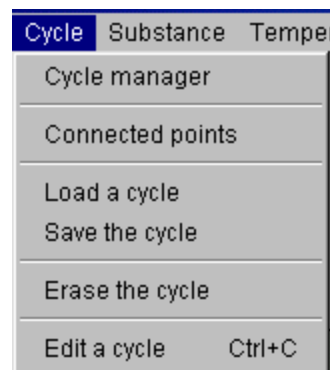 Cycle Substance Tempe
Cycle manager
Connected points
Load a cycle
Save the cycle
Erase the cycle
Edit a cycle Ctrl+C